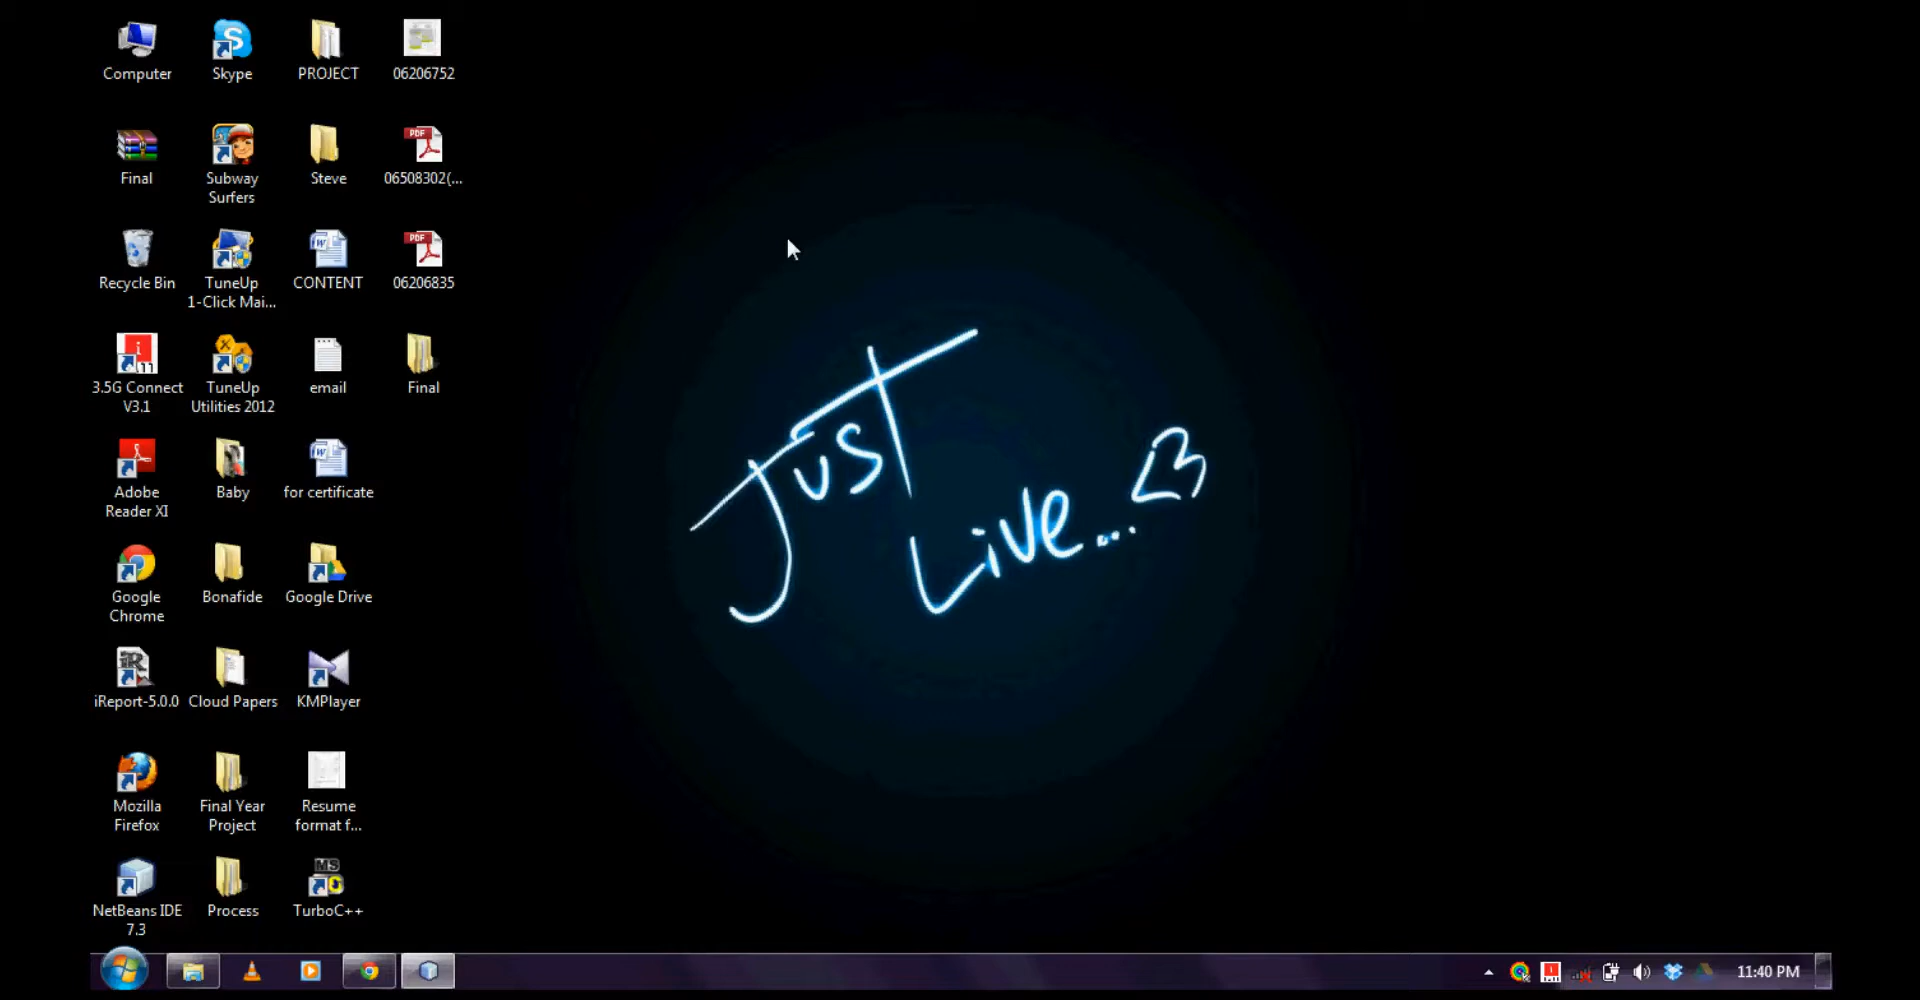 Computer
Skype
PROJECT
06206752
Final
Subway
Surfers
Steve
06508302(...
Recycle Bin
TuneUp
1-Click Mai...
CONTENT
06206835
3.5G Connect
V3.1
TuneUp
Utilities 2012
email
Final
Adobe
Reader XI
Baby
for certificate
Google
Chrome
Bonafide
Google Drive
iReport-5.0.0
Cloud Papers
KMPlayer
Mozilla
Firefox
Final Year
Project
Resume
format f...
NetBeans IDE
7.3
Process
TurboC++
Just
Live... <3
11:40 PM